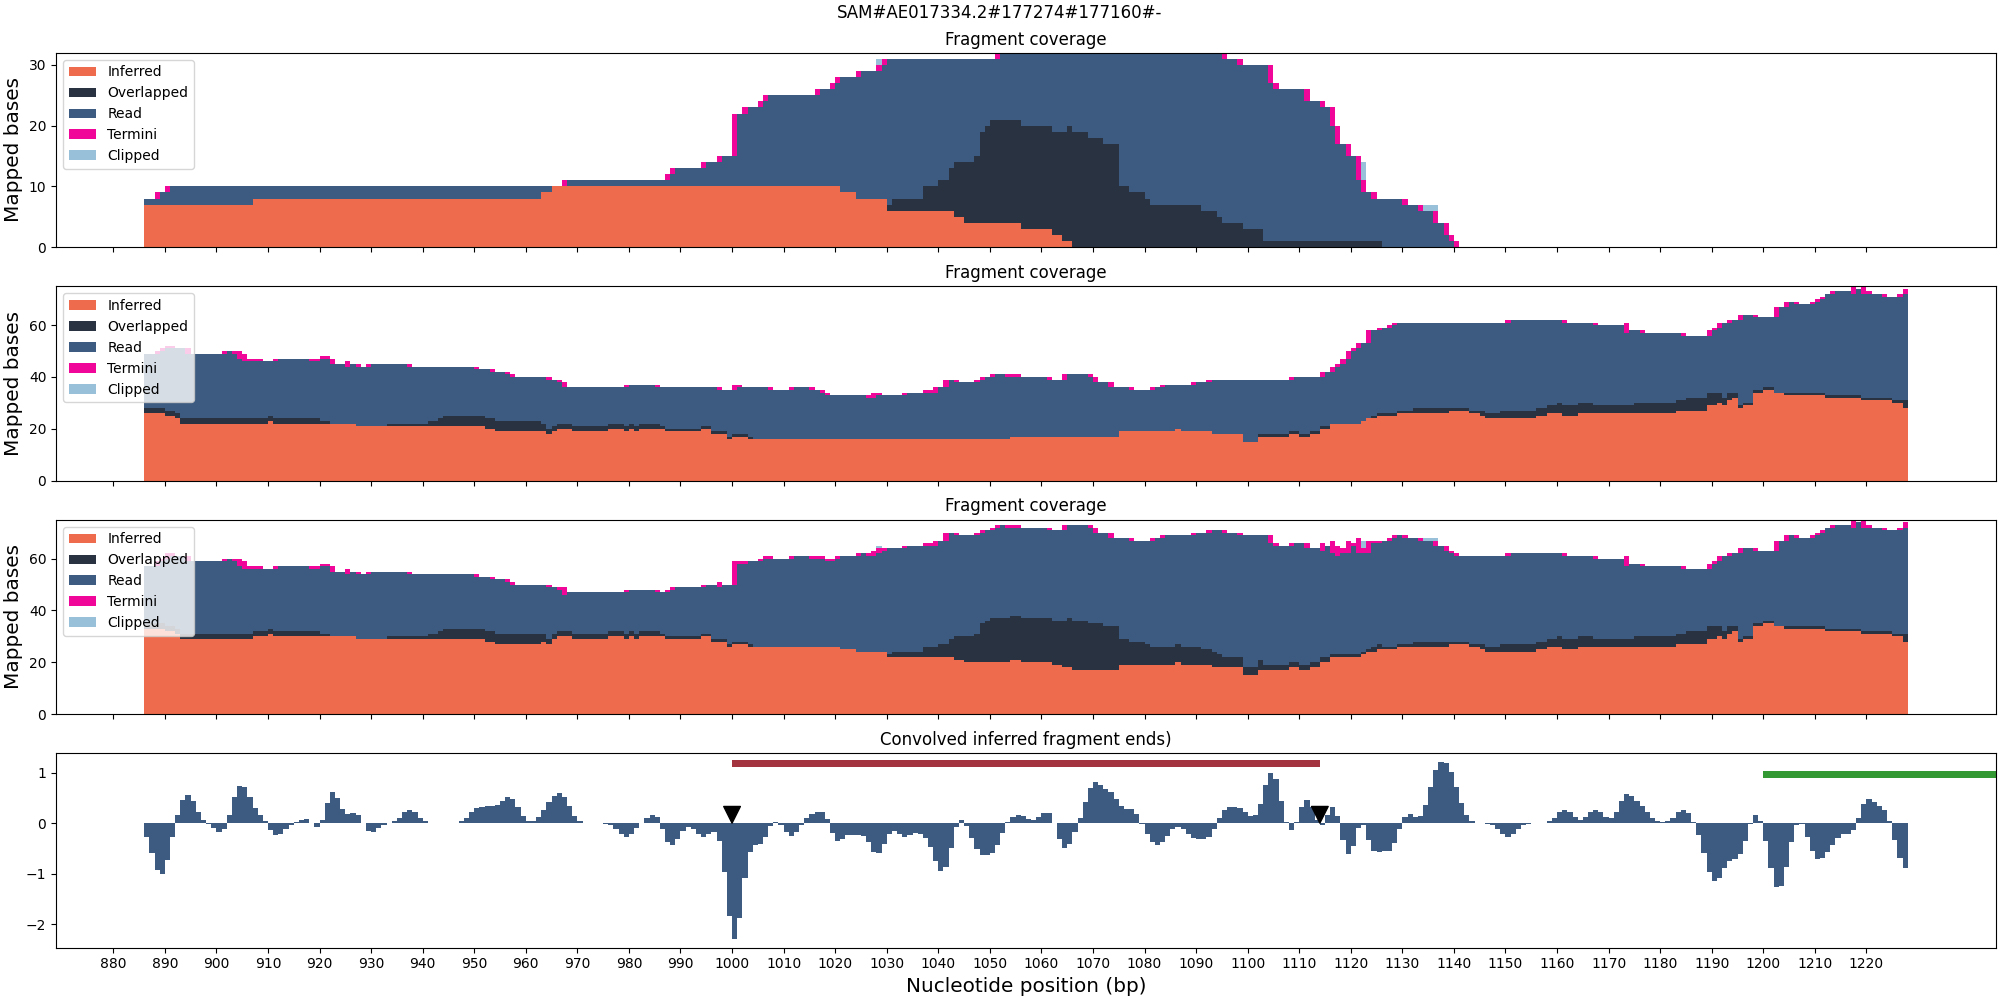 SAM#AE017334.2#177274#177160#-
Fragment coverage
Mapped bases
30
20
10
0
Inferred
Overlapped
Read
Termini
Clipped
Fragment coverage
Mapped bases
60
40
20
0
Inferred
Overlapped
Read
Termini
Clipped
Fragment coverage
Mapped bases
60
40
20
0
Inferred
Overlapped
Read
Termini
Clipped
Convolved inferred fragment ends)
1
0
−1
−2
880 890 900 910 920 930 940 950 960 970 980 990 1000 1010 1020 1030 1040 1050 1060 1070 1080 1090 1100 1110 1120 1130 1140 1150 1160 1170 1180 1190 1200 1210 1220
Nucleotide position (bp)